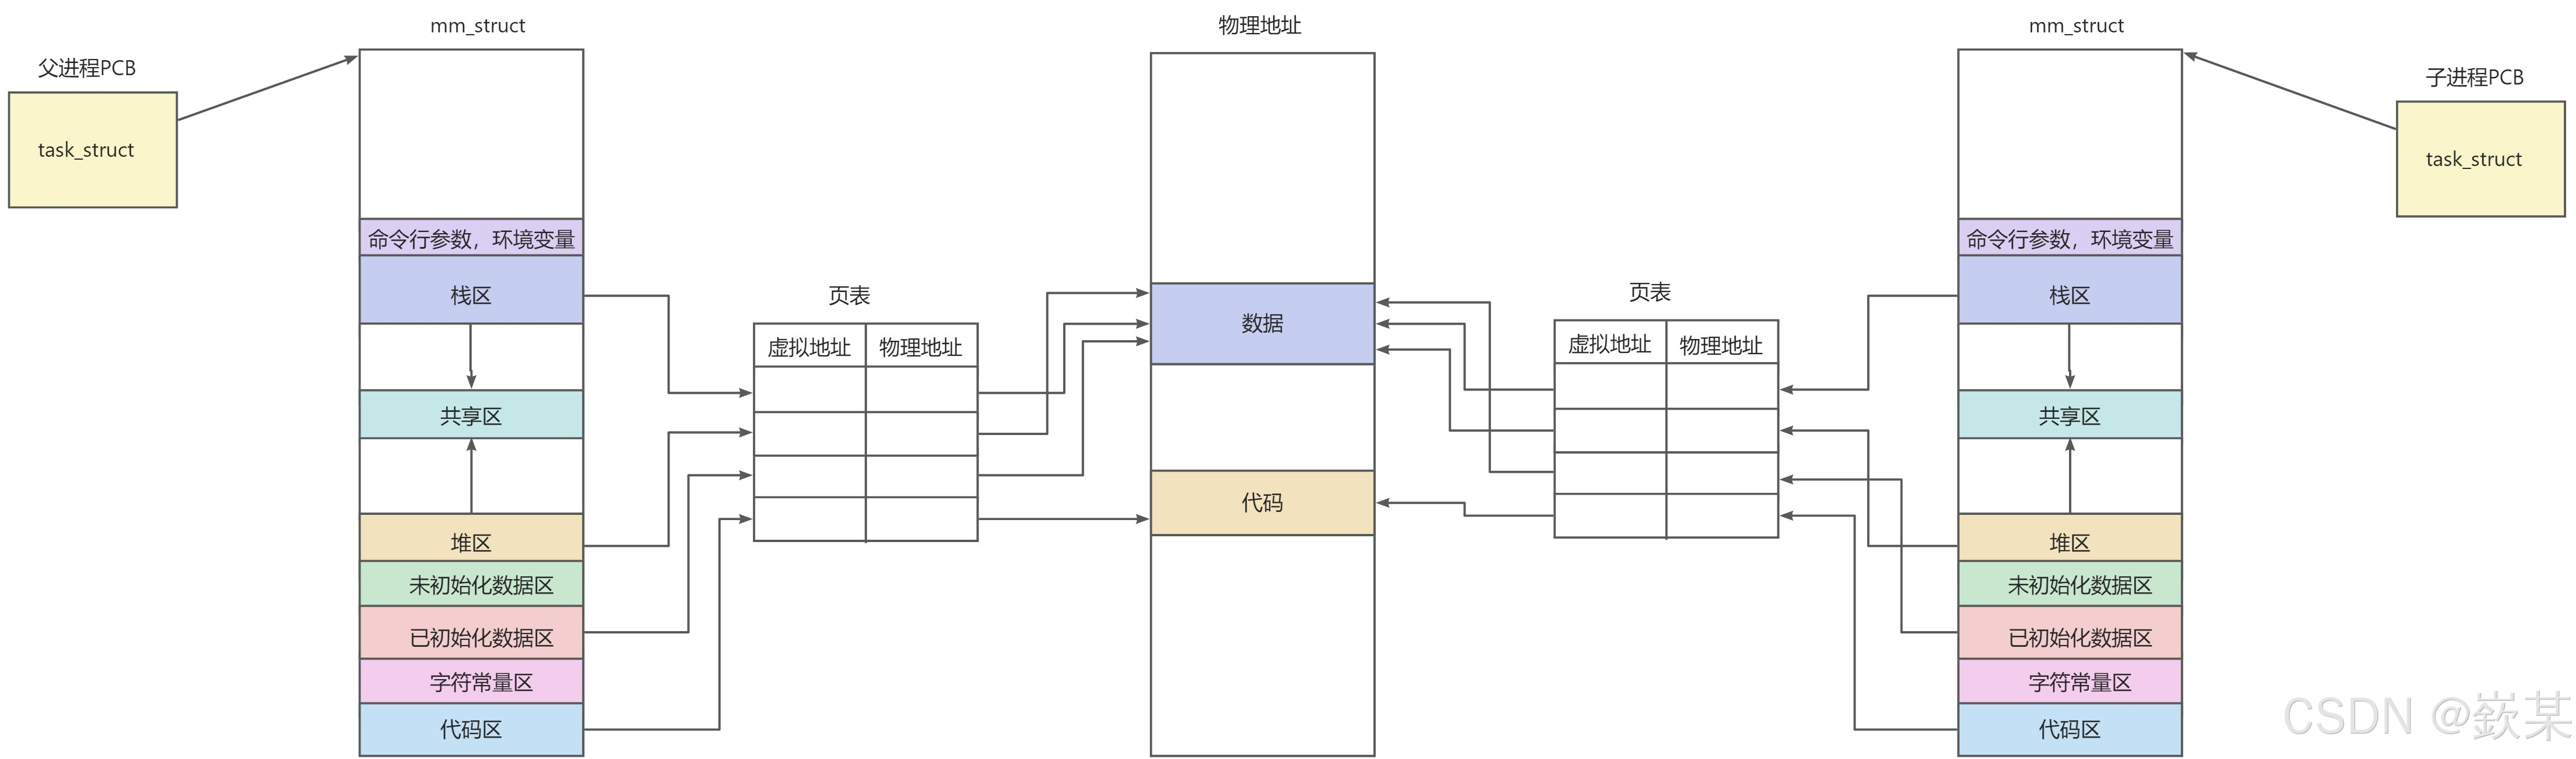 mm_struct
物理地址
mm_struct
父进程PCB
子进程PCB
task_struct
task_struct
命令行参数，环境变量
栈区
共享区
堆区
未初始化数据区
已初始化数据区
字符常量区
代码区
页表
虚拟地址
物理地址
数据
代码
页表
虚拟地址
物理地址
命令行参数，环境变量
栈区
共享区
堆区
未初始化数据区
已初始化数据区
字符常量区
代码区
CSDN @嵚某